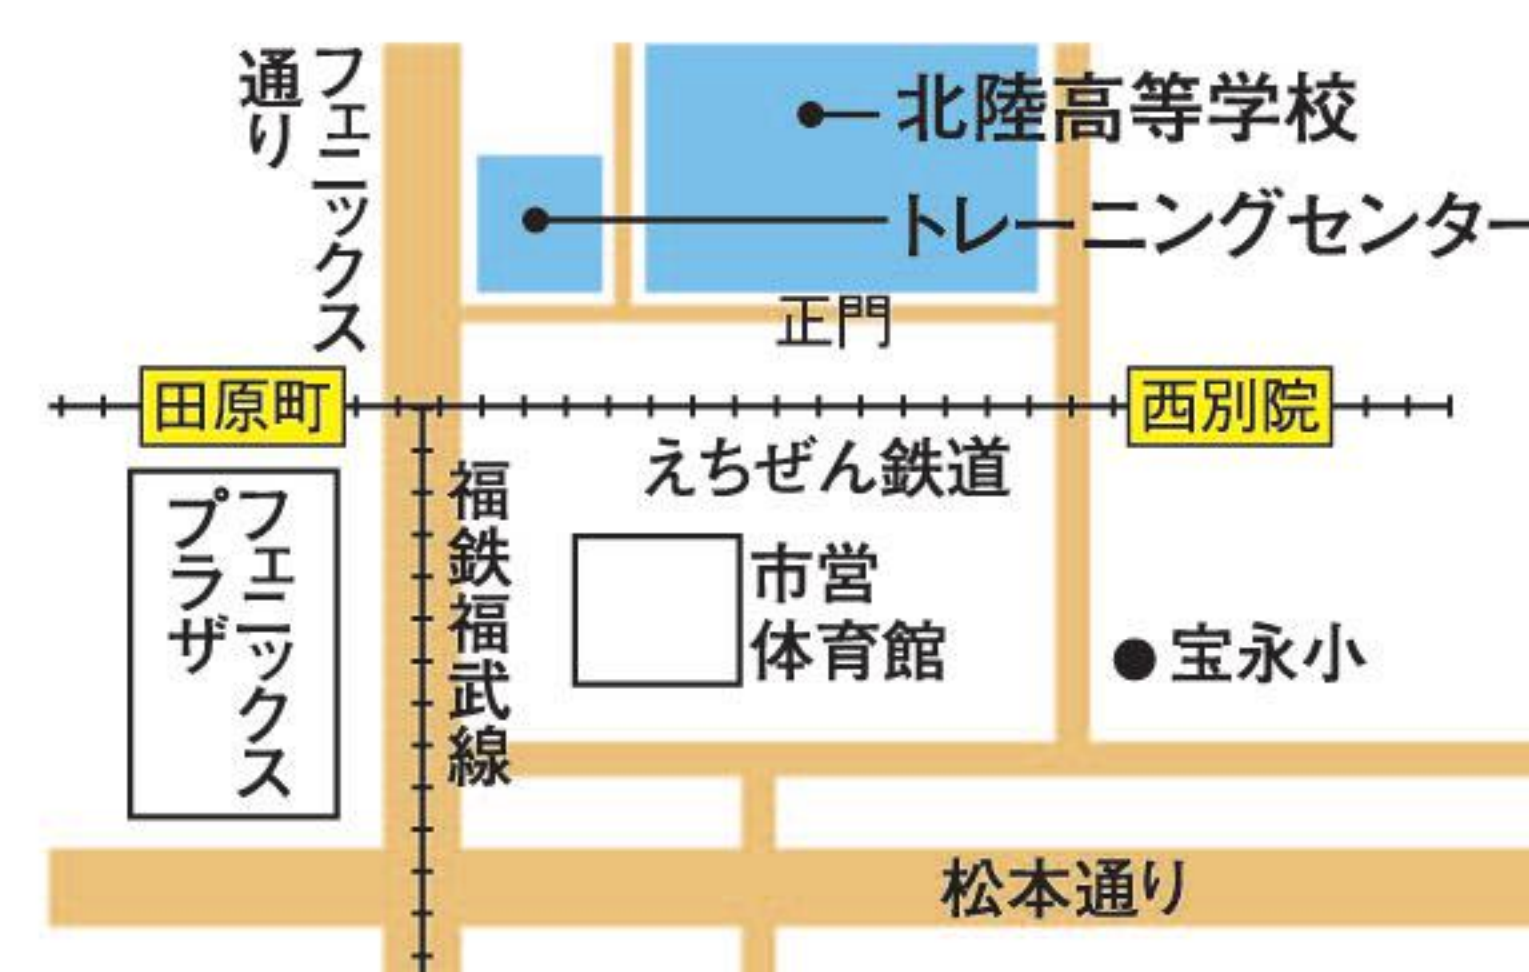 フェニックス
通り
北陸高等学校
トレーニングセンター
正門
田原町
西別院
えちぜん鉄道
フェニックス
プラザ
福鉄福武線
市営
体育館
宝永小
松本通り